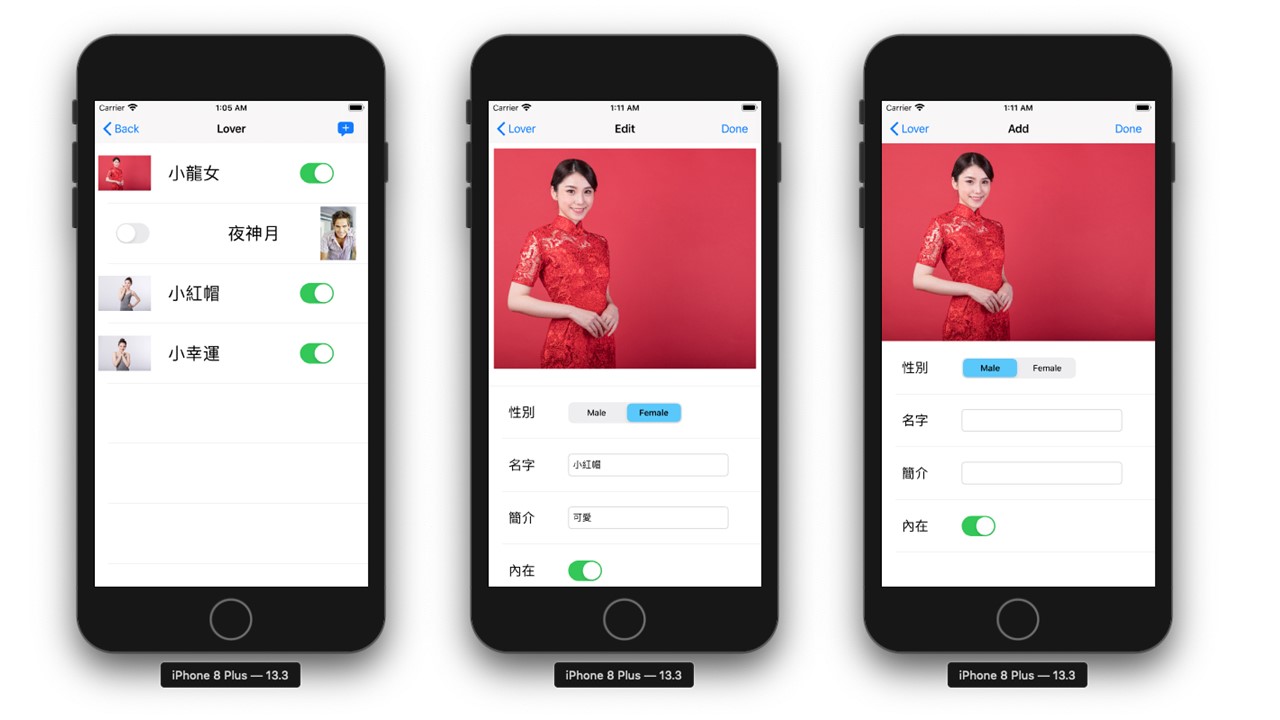 Carrier 1:05 AM
Back Lover
小龍女
夜神月
小紅帽
小幸運
iPhone 8 Plus — 13.3
Carrier 1:11 AM
Lover Edit Done
性別 Male Female
名字 小紅帽
簡介 可愛
內在
iPhone 8 Plus — 13.3
Carrier 1:11 AM
Lover Add Done
性別 Male Female
名字
簡介
內在
iPhone 8 Plus — 13.3